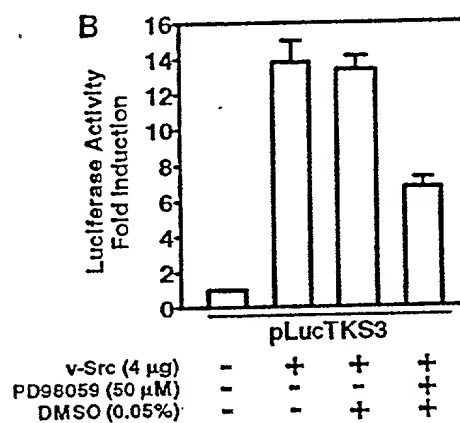 B
Luciferase Activity
Fold Induction
16
14
12
10
8
6
4
2
0
pLucTKS3
v-Src (4 µg) - + + +
PD98059 (50 µM) - - - +
DMSO (0.05%) - - + +